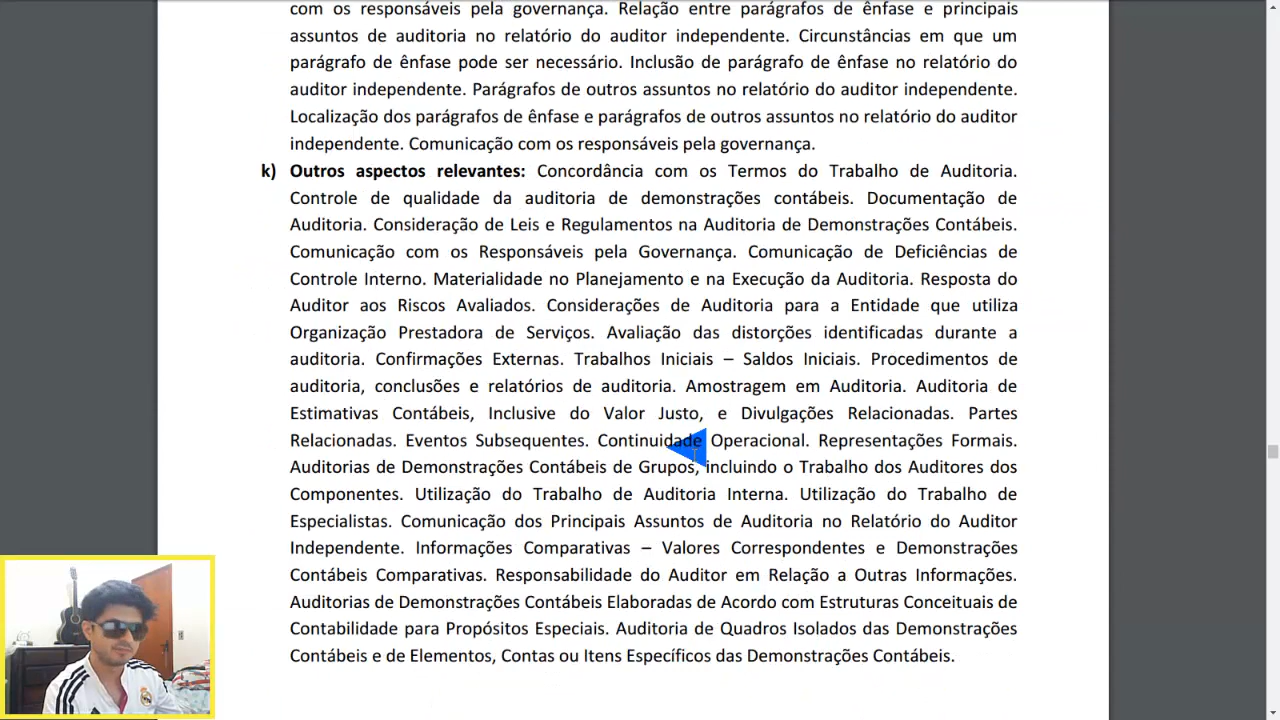 com os responsáveis pela governança. Relação entre parágrafos de ênfase e principais
assuntos de auditoria no relatório do auditor independente. Circunstâncias em que um
parágrafo de ênfase pode ser necessário. Inclusão de parágrafo de ênfase no relatório do
auditor independente. Parágrafos de outros assuntos no relatório do auditor independente.
Localização dos parágrafos de ênfase e parágrafos de outros assuntos no relatório do auditor
independente. Comunicação com os responsáveis pela governança.
k) Outros aspectos relevantes: Concordância com os Termos do Trabalho de Auditoria.
Controle de qualidade da auditoria de demonstrações contábeis. Documentação de
Auditoria. Consideração de Leis e Regulamentos na Auditoria de Demonstrações Contábeis.
Comunicação com os Responsáveis pela Governança. Comunicação de Deficiências de
Controle Interno. Materialidade no Planejamento e na Execução da Auditoria. Resposta do
Auditor aos Riscos Avaliados. Considerações de Auditoria para a Entidade que utiliza
Organização Prestadora de Serviços. Avaliação das distorções identificadas durante a
auditoria. Confirmações Externas. Trabalhos Iniciais – Saldos Iniciais. Procedimentos de
auditoria, conclusões e relatórios de auditoria. Amostragem em Auditoria. Auditoria de
Estimativas Contábeis, Inclusive do Valor Justo, e Divulgações Relacionadas. Partes
Relacionadas. Eventos Subsequentes. Continuidade Operacional. Representações Formais.
Auditorias de Demonstrações Contábeis de Grupos, incluindo o Trabalho dos Auditores dos
Componentes. Utilização do Trabalho de Auditoria Interna. Utilização do Trabalho de
Especialistas. Comunicação dos Principais Assuntos de Auditoria no Relatório do Auditor
Independente. Informações Comparativas – Valores Correspondentes e Demonstrações
Contábeis Comparativas. Responsabilidade do Auditor em Relação a Outras Informações.
Auditorias de Demonstrações Contábeis Elaboradas de Acordo com Estruturas Conceituais de
Contabilidade para Propósitos Especiais. Auditoria de Quadros Isolados das Demonstrações
Contábeis e de Elementos, Contas ou Itens Específicos das Demonstrações Contábeis.